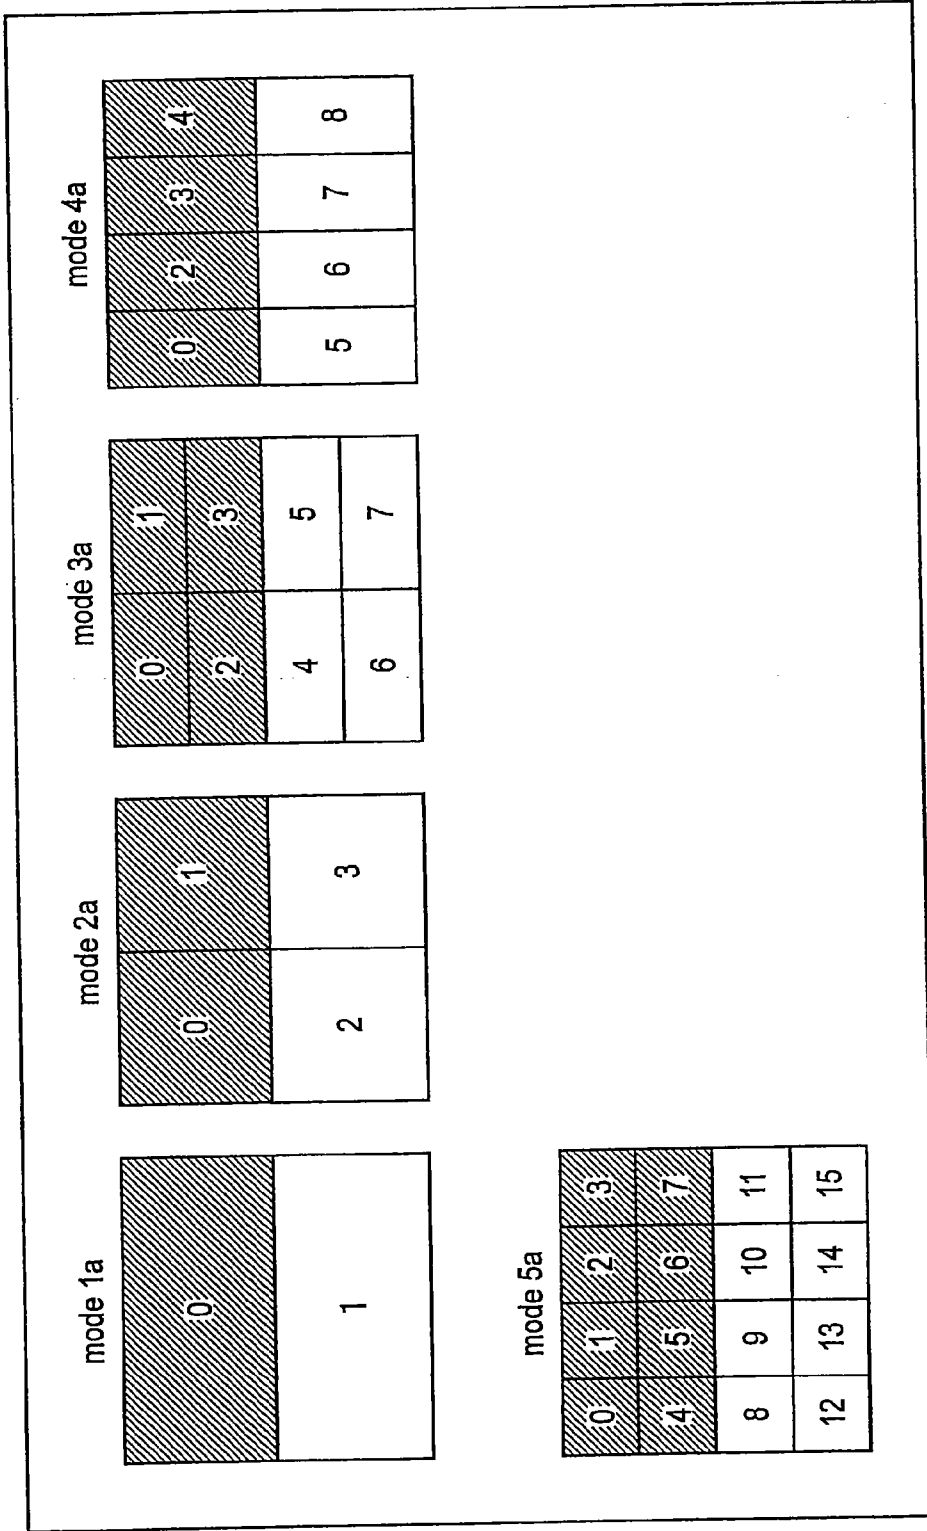 mode 1a
0
1
mode 2a
0 1
2 3
mode 3a
0 1
2 3
4 5
6 7
mode 4a
0 2 3 4
5 6 7 8
mode 5a
0 1 2 3
4 5 6 7
8 9 10 11
12 13 14 15